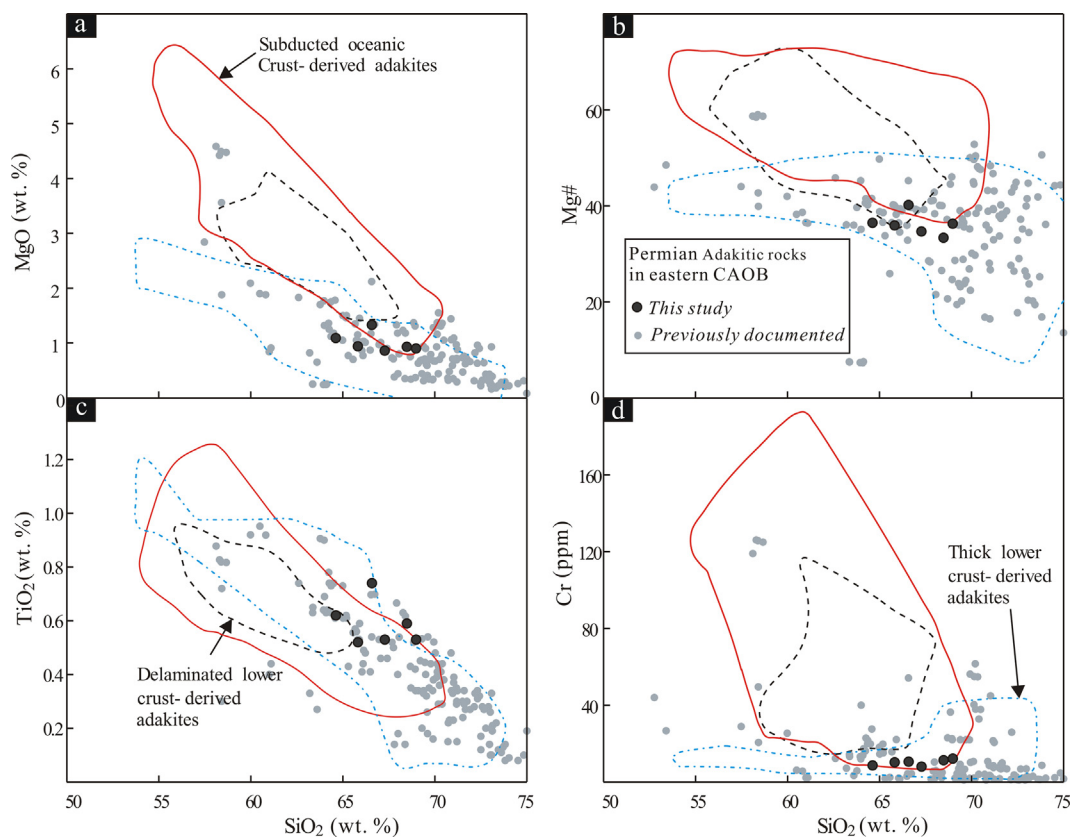 a
Subducted oceanic
Crust- derived adakites
MgO (wt. %)
6
5
4
3
2
1
0
b
Mg#
60
40
20
0
Permian Adakitic rocks
in eastern CAOB
This study
Previously documented
c
TiO2 (wt. %)
1.2
1.0
0.8
0.6
0.4
0.2
Delaminated lower
crust- derived
adakites
50 55 60 65 70 75
SiO2 (wt. %)
d
Cr (ppm)
160
120
80
40
Thick lower
crust- derived
adakites
50 55 60 65 70 75
SiO2 (wt. %)